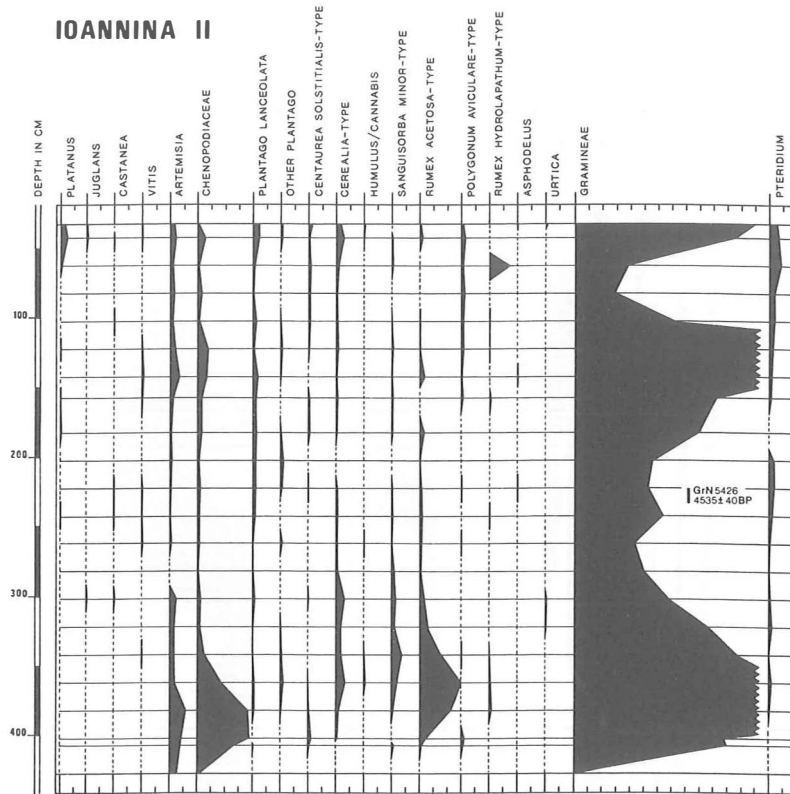 IOANNINA II
DEPTH IN CM
PLATANUS
JUGLANS
CASTANEA
VITIS
ARTEMISIA
CHENOPODIACEAE
PLANTAGO LANCEOLATA
OTHER PLANTAGO
CENTAUREA SOLSTITIALIS-TYPE
CEREALIA-TYPE
HUMULUS/CANNABIS
SANGUISORBA MINOR-TYPE
RUMEX ACETOSA-TYPE
POLYGONUM AVICULARE-TYPE
RUMEX HYDROLAPATHUM-TYPE
ASPHODELUS
URTICA
GRAMINEAE
PTERIDIUM
100
200
GrN 5426
4535±40BP
300
400